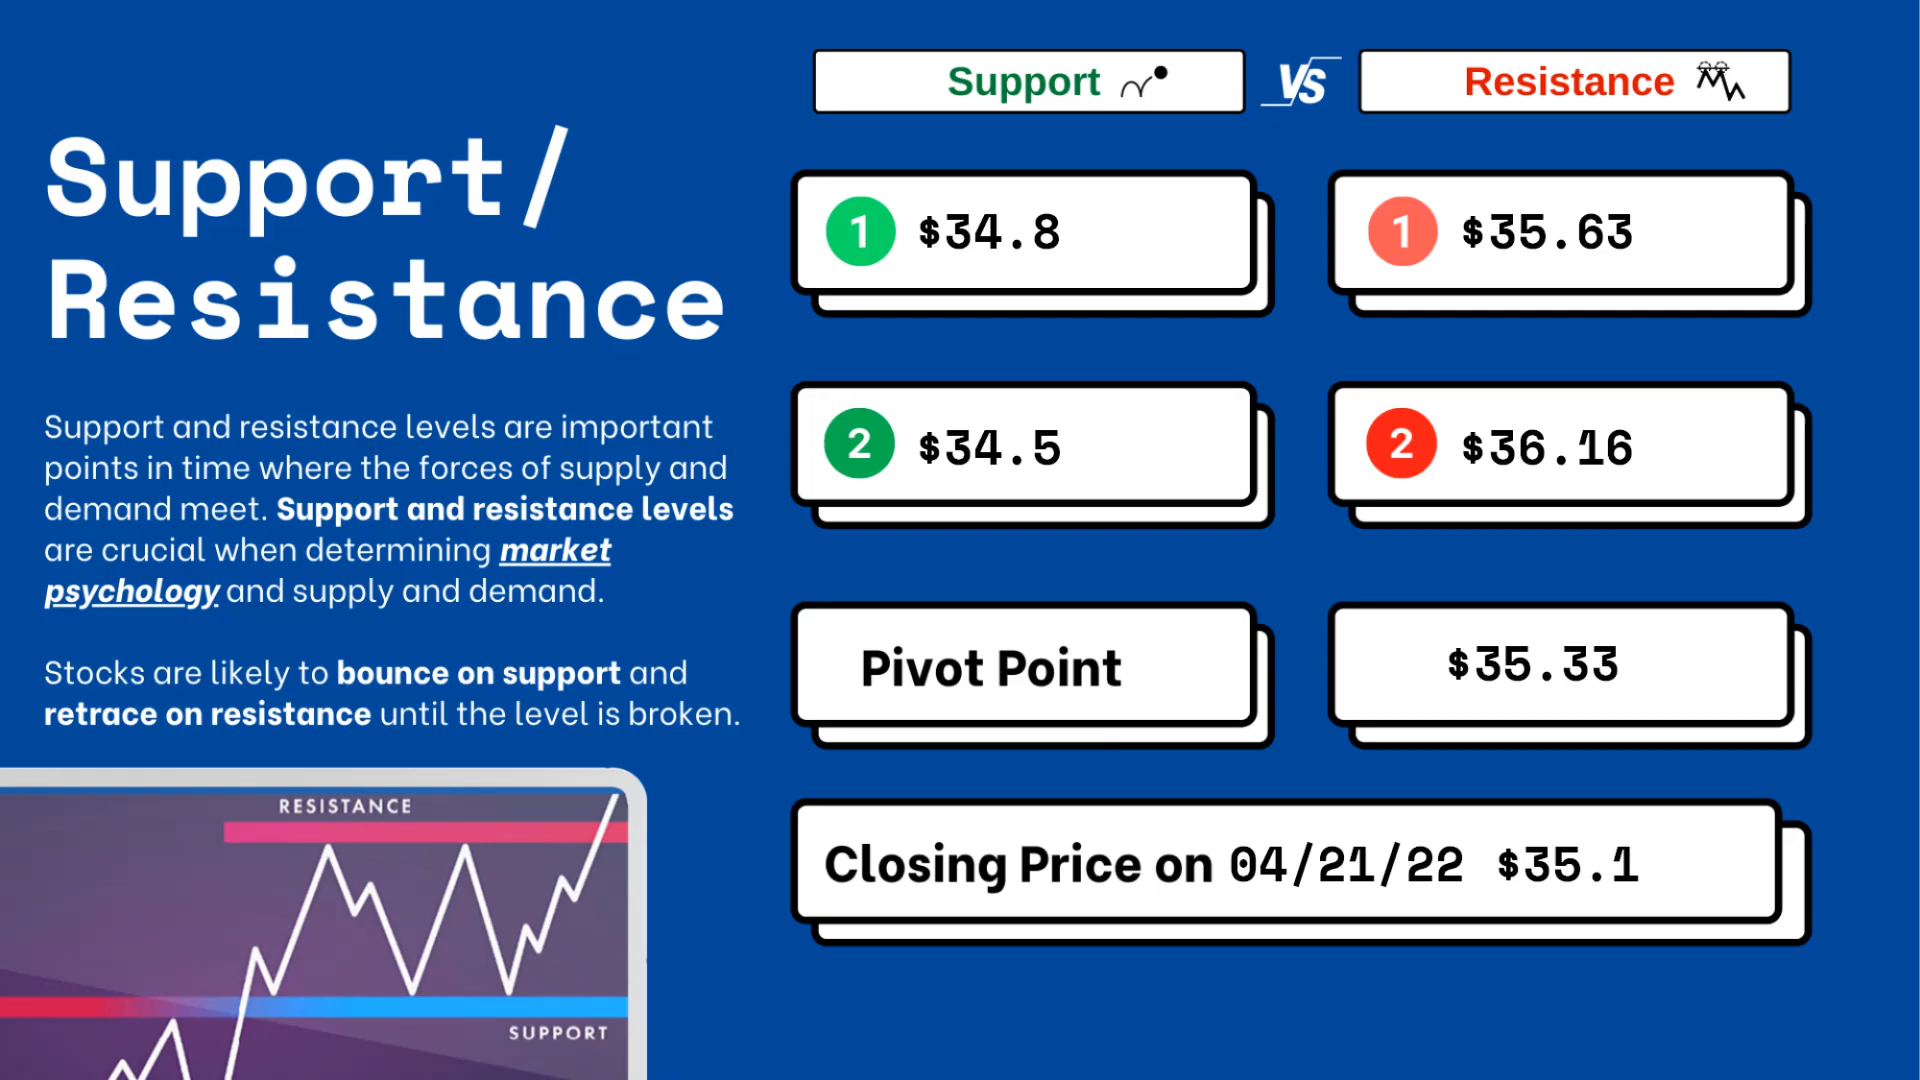 Support/
Resistance
Support and resistance levels are important
points in time where the forces of supply and
demand meet. Support and resistance levels
are crucial when determining market
psychology and supply and demand.
Stocks are likely to bounce on support and
retrace on resistance until the level is broken.
RESISTANCE
SUPPORT
Support VS Resistance
1 $34.8
1 $35.63
2 $34.5
2 $36.16
Pivot Point
$35.33
Closing Price on 04/21/22 $35.1